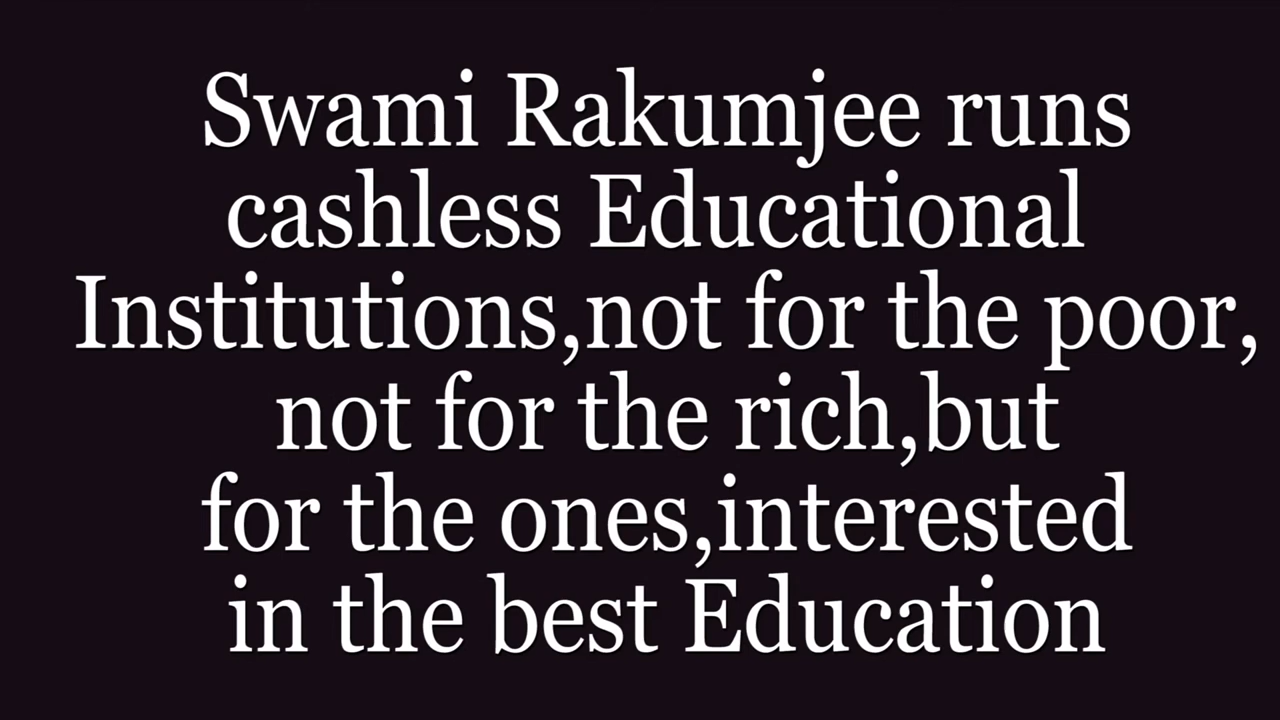 Swami Rakumjee runs
cashless Educational
Institutions,not for the poor,
not for the rich,but
for the ones,interested
in the best Education